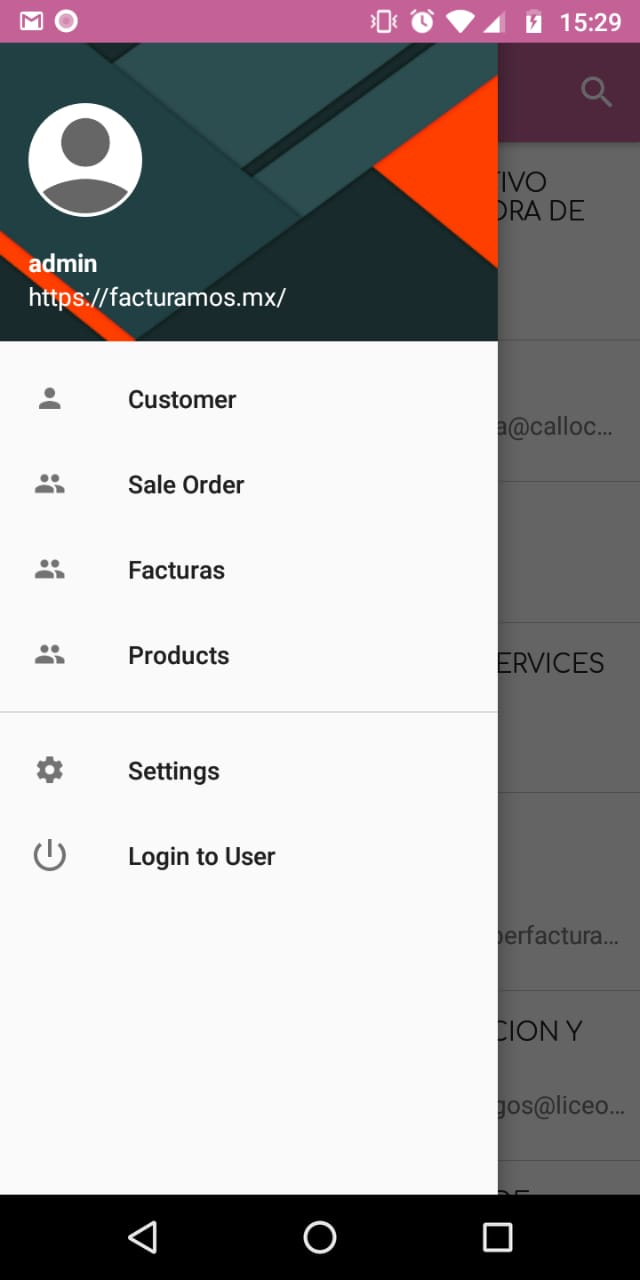 15:29
IVO
ORA DE
admin
https://facturamos.mx/
Customer
a@calloc...
Sale Order
Facturas
Products
ERVICES
Settings
Login to User
perfactura...
CION Y
gos@liceo...